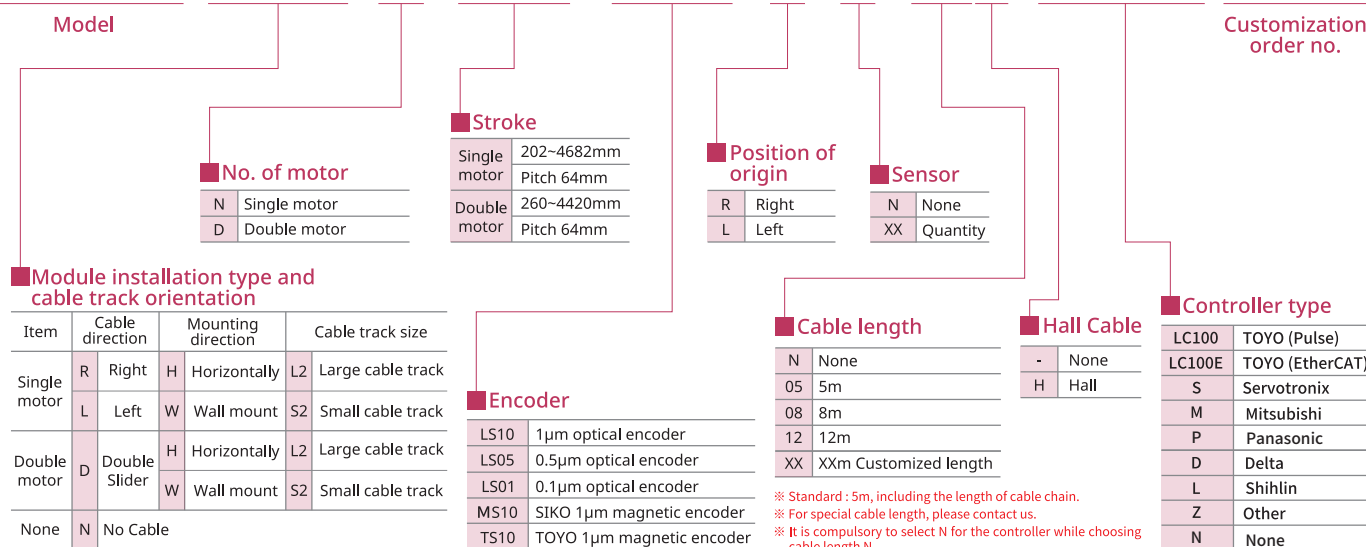 Model
Customization
order no.
Stroke
Single motor 202~4682mm
Pitch 64mm
Double motor 260~4420mm
Pitch 64mm
No. of motor
N Single motor
D Double motor
Position of
origin
R Right
L Left
Sensor
N None
XX Quantity
Module installation type and
cable track orientation
Item Cable direction Mounting direction Cable track size
Single motor R Right H Horizontally L2 Large cable track
L Left W Wall mount S2 Small cable track
Double motor D Double Slider H Horizontally L2 Large cable track
W Wall mount S2 Small cable track
None N No Cable
Encoder
LS10 1μm optical encoder
LS05 0.5μm optical encoder
LS01 0.1μm optical encoder
MS10 SIKO 1μm magnetic encoder
TS10 TOYO 1μm magnetic encoder
Cable length
N None
05 5m
08 8m
12 12m
XX XXm Customized length
※ Standard : 5m, including the length of cable chain.
※ For special cable length, please contact us.
※ It is compulsory to select N for the controller while choosing
cable length N
Hall Cable
- None
H Hall
Controller type
LC100 TOYO (Pulse)
LC100E TOYO (EtherCAT)
S Servotronix
M Mitsubishi
P Panasonic
D Delta
L Shihlin
Z Other
N None